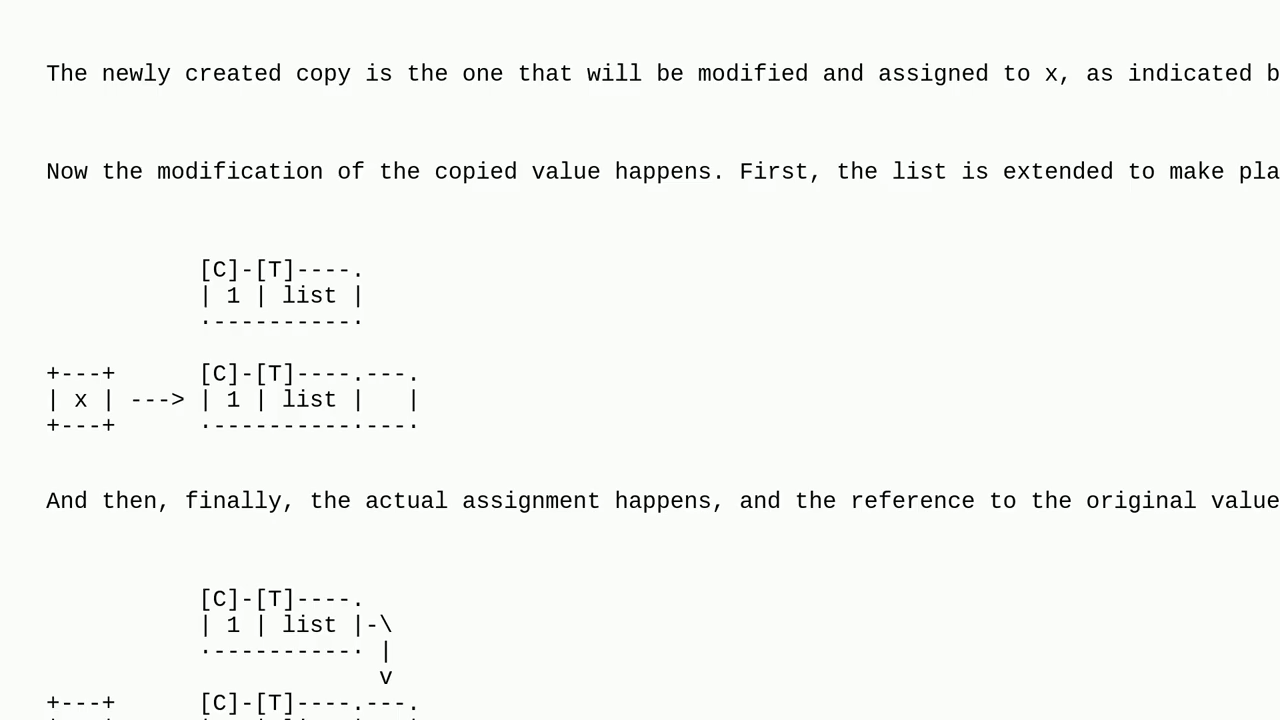 The newly created copy is the one that will be modified and assigned to x, as indicated b
Now the modification of the copied value happens. First, the list is extended to make pla
           [C]-[T]----.
           | 1 | list |
           .----------.
+---+      [C]-[T]----.---.
| x | ---> | 1 | list |   |
+---+      .----------.---.
And then, finally, the actual assignment happens, and the reference to the original value
           [C]-[T]----.
           | 1 | list |-\
           .----------. |
                        v
+---+      [C]-[T]----.---.